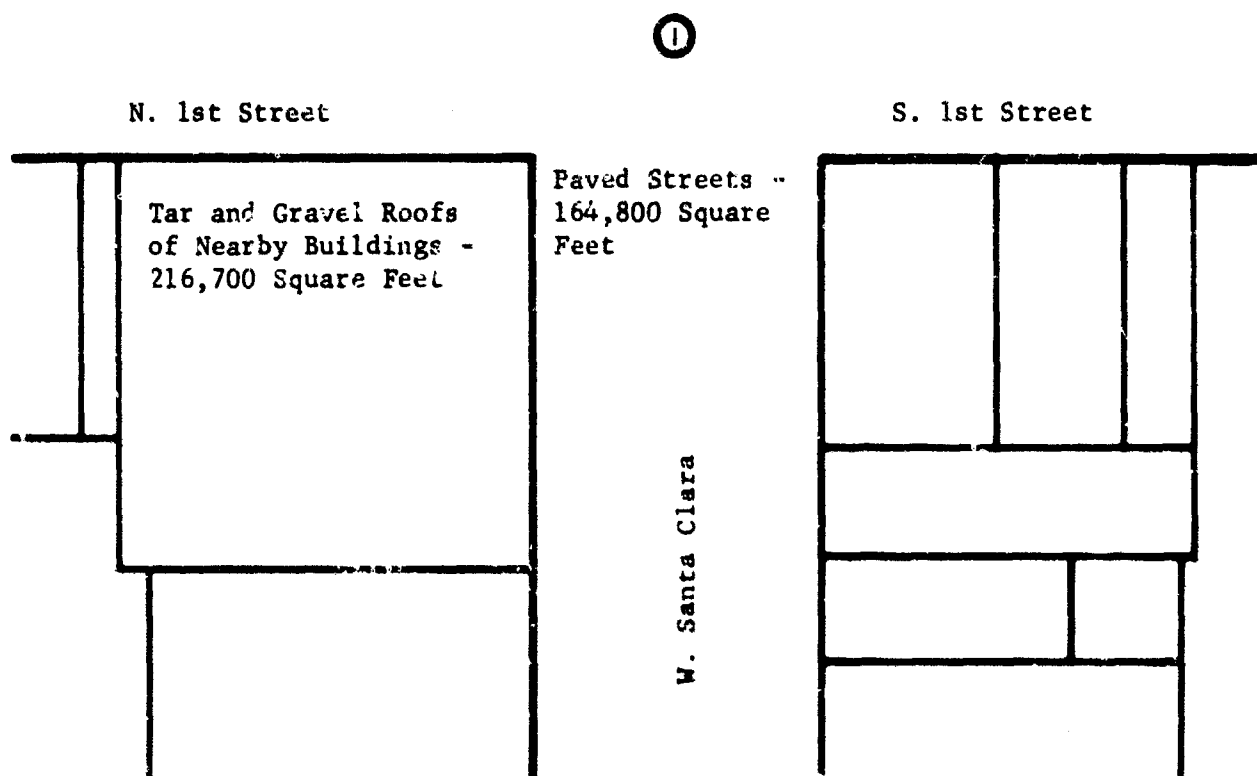 1
N. 1st Street
S. 1st Street
Tar and Gravel Roofs
of Nearby Buildings -
216,700 Square Feet
Paved Streets -
164,800 Square
Feet
W. Santa Clara